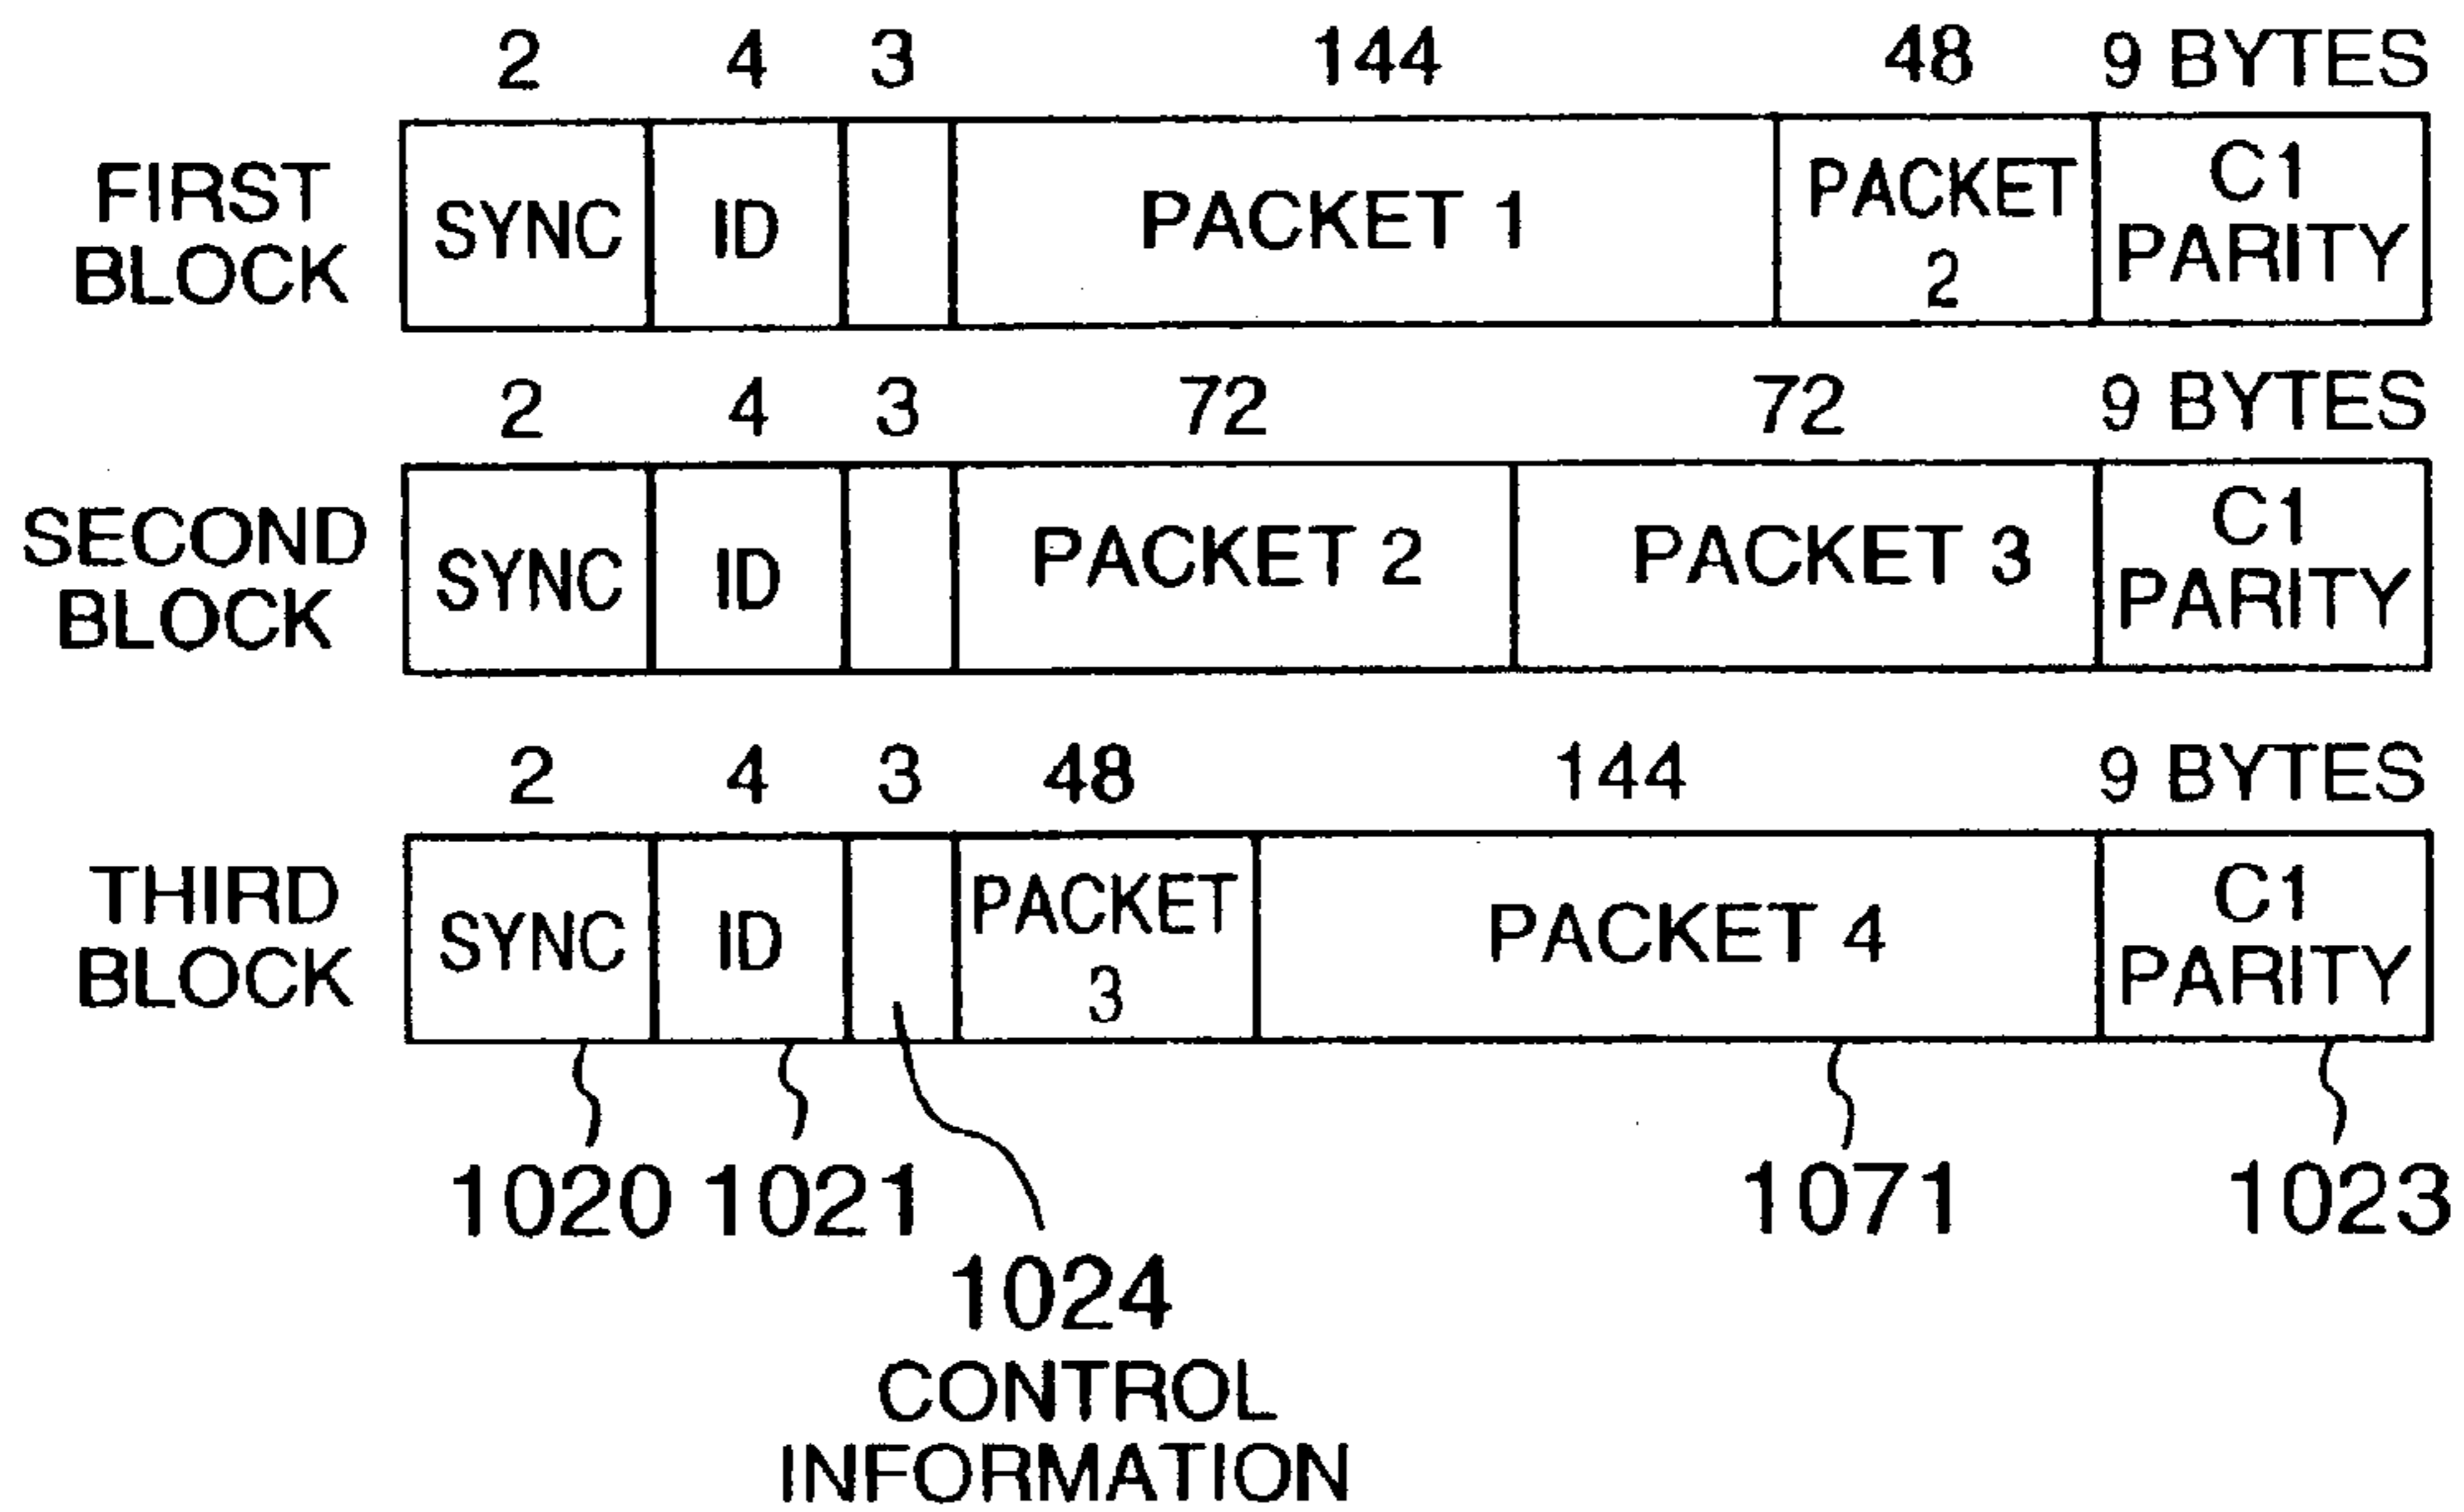 2 4 3 144 48 9 BYTES
FIRST BLOCK
SYNC ID PACKET 1 PACKET 2 C1 PARITY
2 4 3 72 72 9 BYTES
SECOND BLOCK
SYNC ID PACKET 2 PACKET 3 C1 PARITY
2 4 3 48 144 9 BYTES
THIRD BLOCK
SYNC ID PACKET 3 PACKET 4 C1 PARITY
1020 1021 1071 1023
1024
CONTROL
INFORMATION